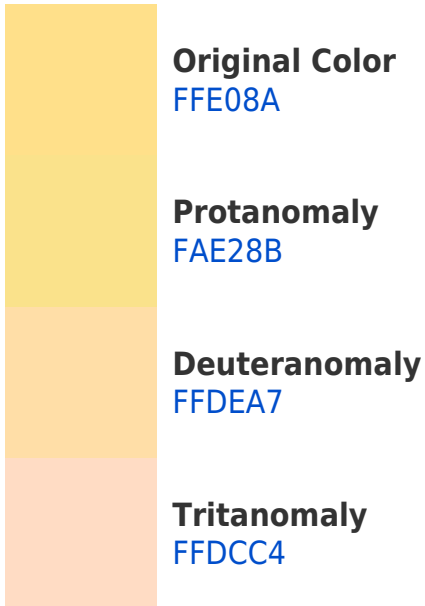 Original Color
FFE08A
Protanomaly
FAE28B
Deuteranomaly
FFDEA7
Tritanomaly
FFDCC4